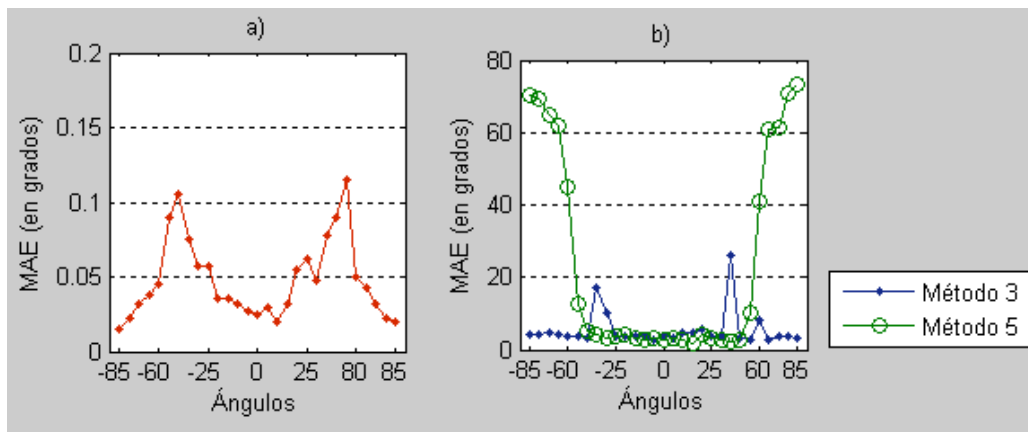 a)
MAE (en grados)
0.2
0.15
0.1
0.05
0
-85 -60 -25 0 25 80 85
Ángulos
b)
MAE (en grados)
80
60
40
20
0
-85 -60 -25 0 25 60 85
Ángulos
Método 3
Método 5